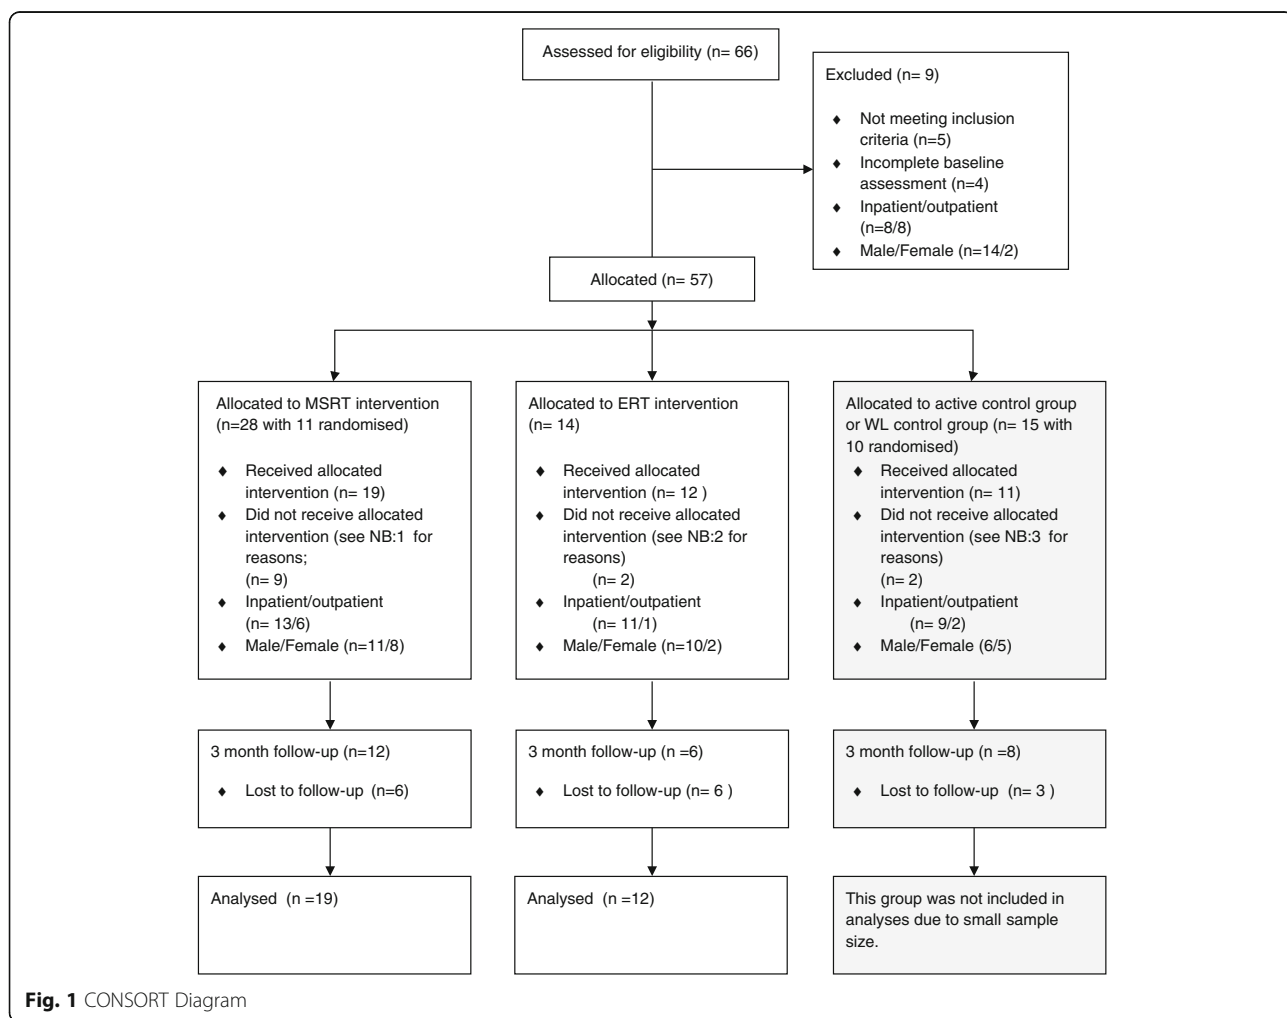 Assessed for eligibility (n= 66)
Excluded (n= 9)
♦ Not meeting inclusion
criteria (n=5)
♦ Incomplete baseline
assessment (n=4)
♦ Inpatient/outpatient
(n=8/8)
♦ Male/Female (n=14/2)
Allocated (n= 57)
Allocated to MSRT intervention
(n=28 with 11 randomised)
♦ Received allocated
intervention (n= 19)
♦ Did not receive allocated
intervention (see NB:1 for
reasons;
(n= 9)
♦ Inpatient/outpatient
(n= 13/6)
♦ Male/Female (n=11/8)
Allocated to ERT intervention
(n= 14)
♦ Received allocated
intervention (n= 12 )
♦ Did not receive allocated
intervention (see NB:2 for
reasons)
(n= 2)
♦ Inpatient/outpatient
(n= 11/1)
♦ Male/Female (n=10/2)
Allocated to active control group
or WL control group (n= 15 with
10 randomised)
♦ Received allocated
intervention (n= 11)
♦ Did not receive allocated
intervention (see NB:3 for
reasons)
(n= 2)
♦ Inpatient/outpatient
(n= 9/2)
♦ Male/Female (6/5)
3 month follow-up (n=12)
♦ Lost to follow-up (n=6)
3 month follow-up (n =6)
♦ Lost to follow-up (n= 6 )
3 month follow-up (n =8)
♦ Lost to follow-up (n= 3 )
Analysed (n =19)
Analysed (n =12)
This group was not included in
analyses due to small sample
size.
Fig. 1 CONSORT Diagram